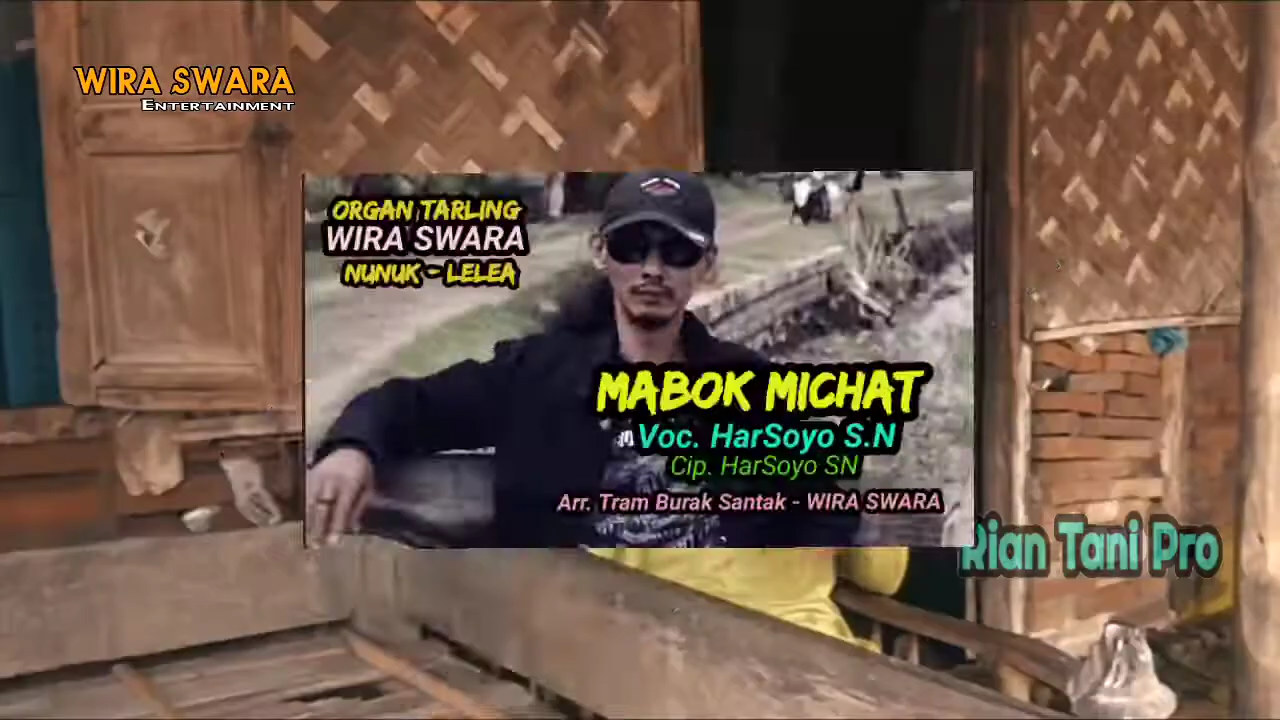 WIRA SWARA
ENTERTAINMENT
ORGAN TARLING
WIRA SWARA
NUNUK - LELEA
MABOK MICHAT
Voc. HarSoyo S.N
Cip. HarSoyo SN
Arr. Tram Burak Santak - WIRA SWARA
Rian Tani Pro